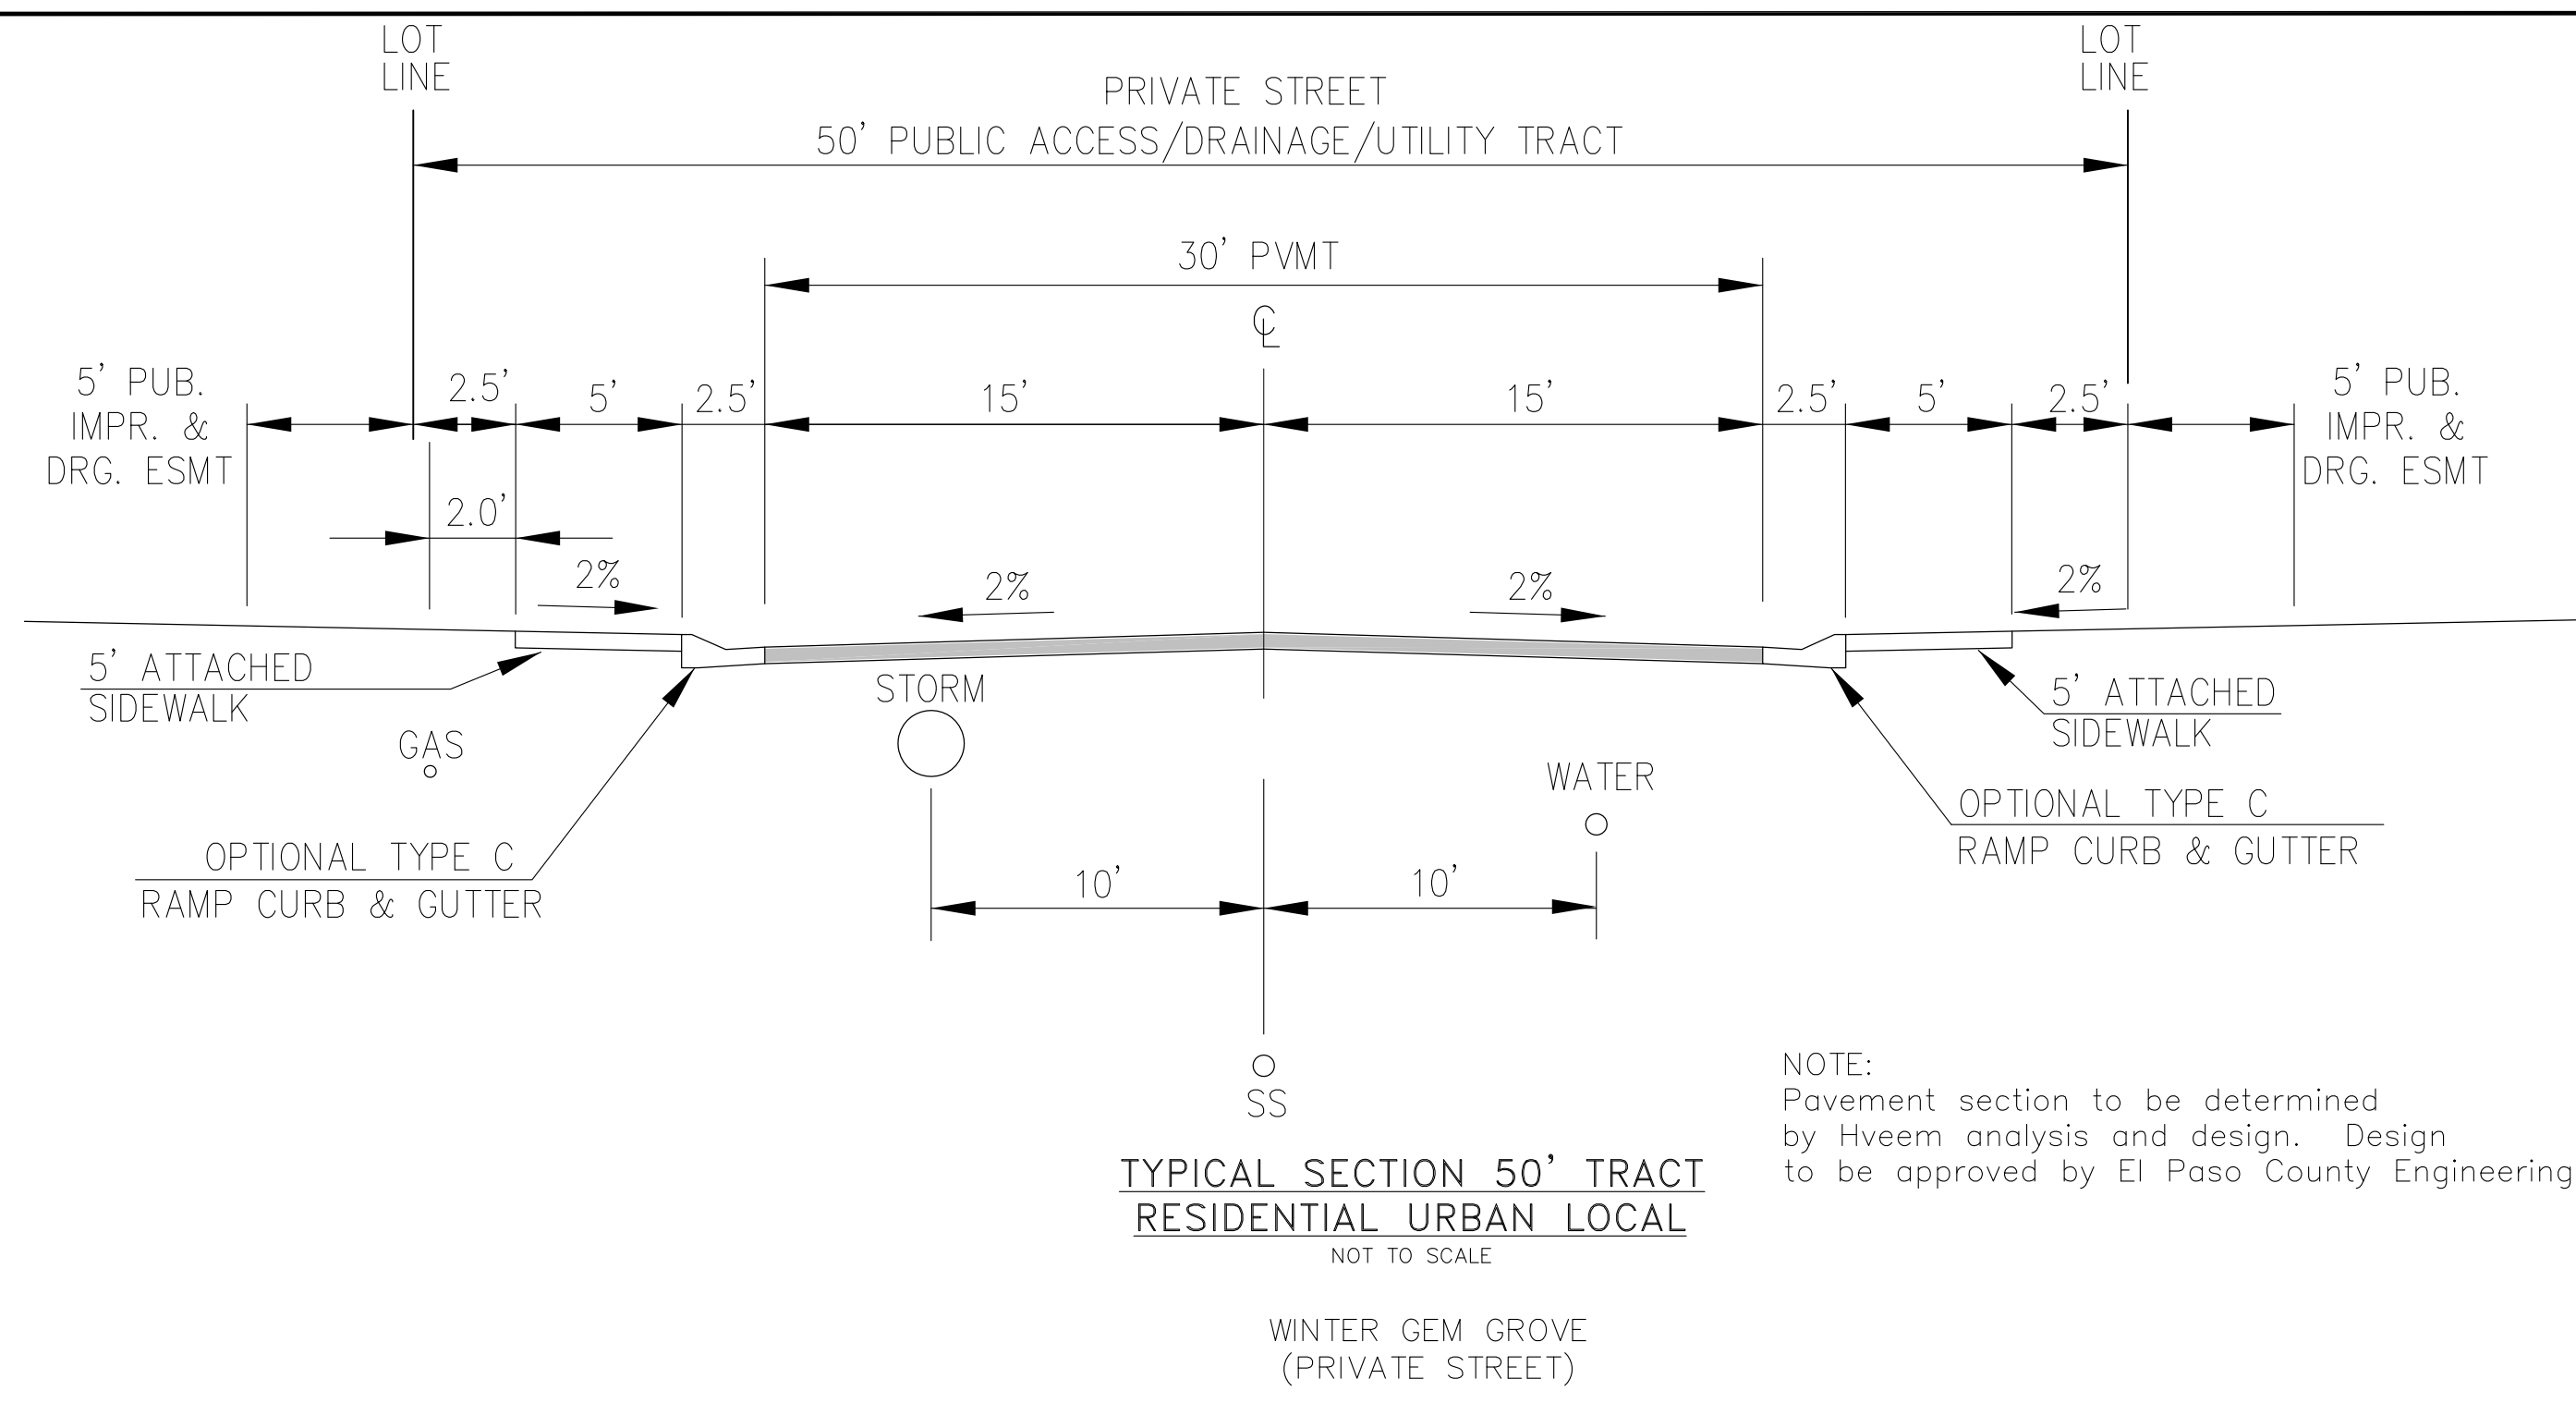 LOT
LINE
LOT
LINE
PRIVATE STREET
50' PUBLIC ACCESS/DRAINAGE/UTILITY TRACT
30' PVMT
℄
5' PUB.
IMPR. &
DRG. ESMT
2.5'
5'
2.5'
15'
15'
2.5'
5'
2.5'
5' PUB.
IMPR. &
DRG. ESMT
2.0'
2%
2%
2%
2%
5' ATTACHED
SIDEWALK
STORM
5' ATTACHED
SIDEWALK
GAS
WATER
OPTIONAL TYPE C
RAMP CURB & GUTTER
OPTIONAL TYPE C
RAMP CURB & GUTTER
10'
10'
SS
NOTE:
Pavement section to be determined
by Hveem analysis and design. Design
to be approved by El Paso County Engineering
TYPICAL SECTION 50' TRACT
RESIDENTIAL URBAN LOCAL
NOT TO SCALE
WINTER GEM GROVE
(PRIVATE STREET)